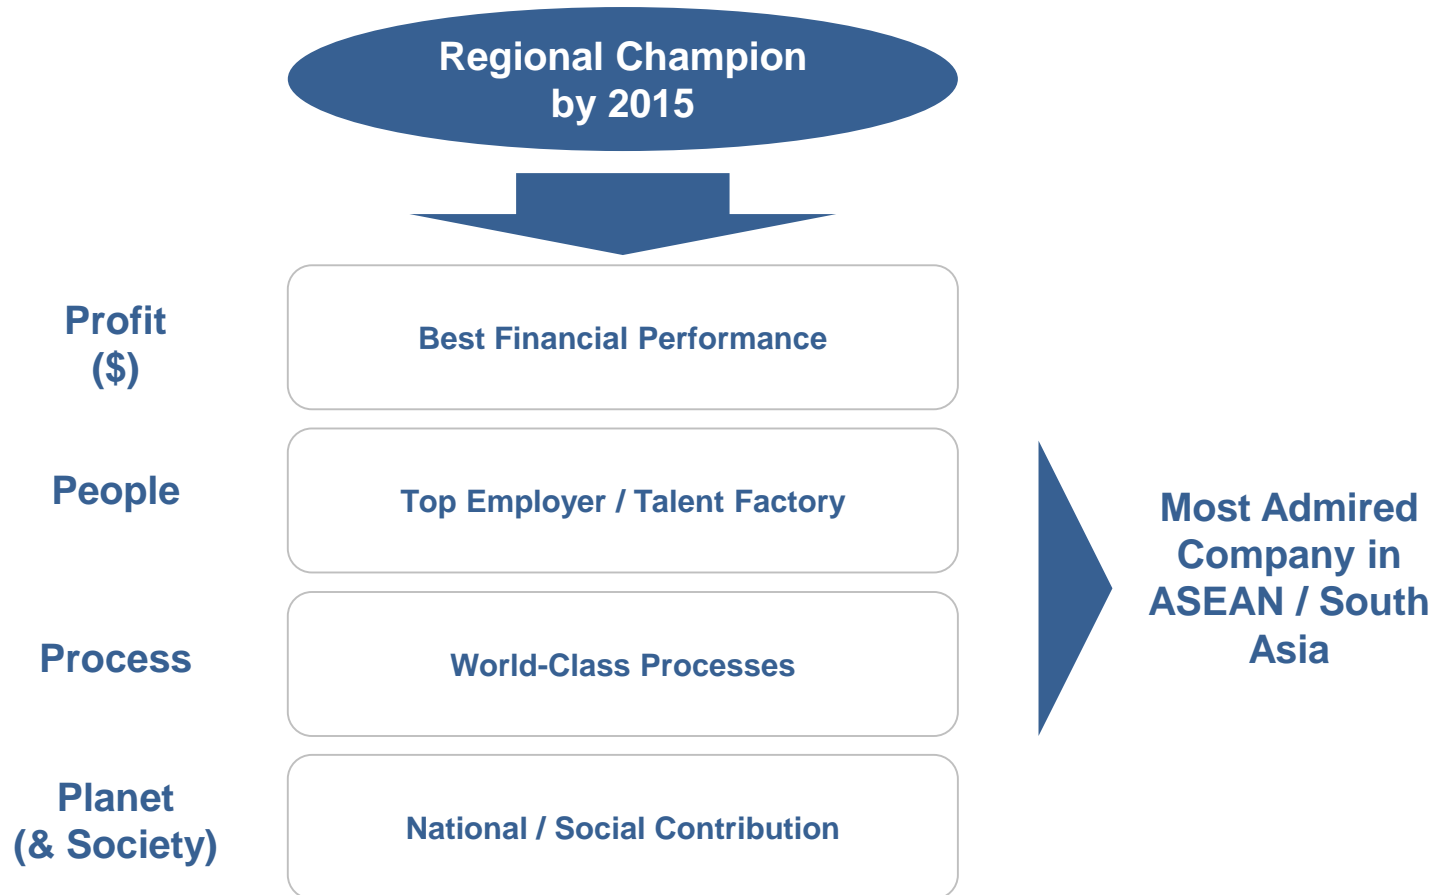 Regional Champion
by 2015
Profit
($)
Best Financial Performance
People
Top Employer / Talent Factory
Process
World-Class Processes
Planet
(& Society)
National / Social Contribution
Most Admired
Company in
ASEAN / South
Asia